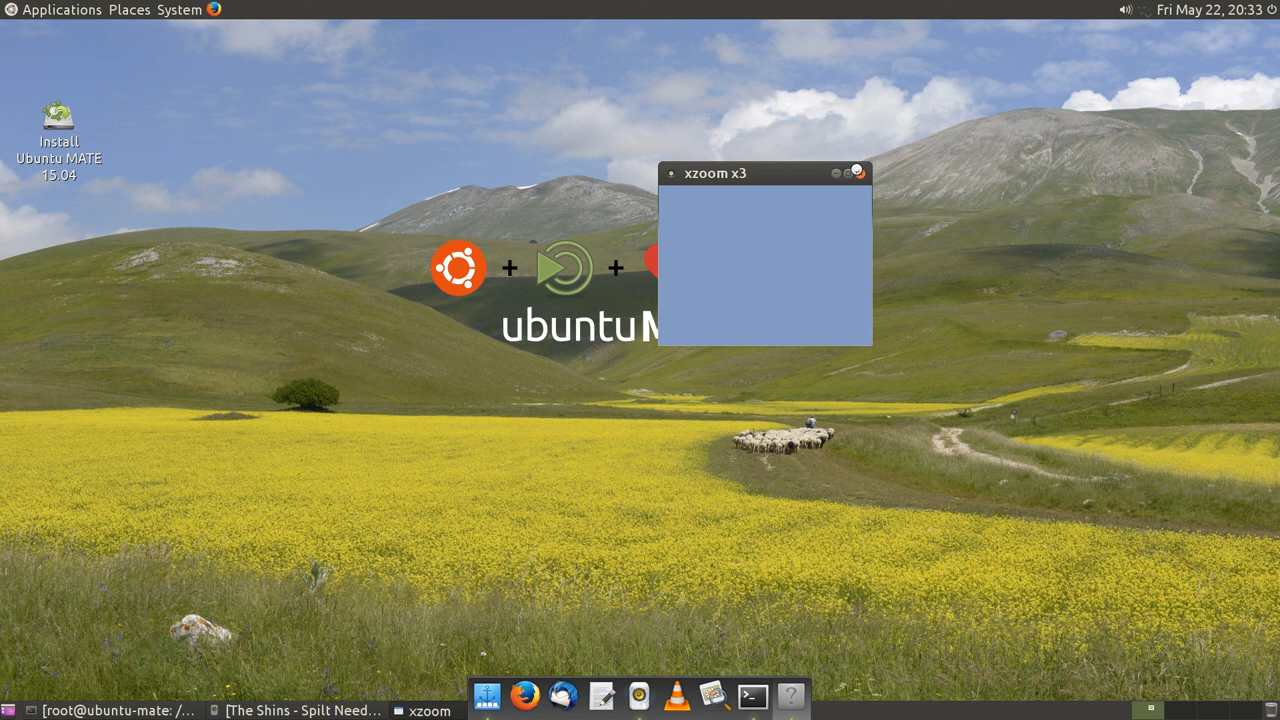 Applications Places System
Fri May 22, 20:33
Install
Ubuntu MATE
15.04
xzoom x3
+ +
ubuntu M
[root@ubuntu-mate: /...
[The Shins - Spilt Need...
xzoom
>_
?